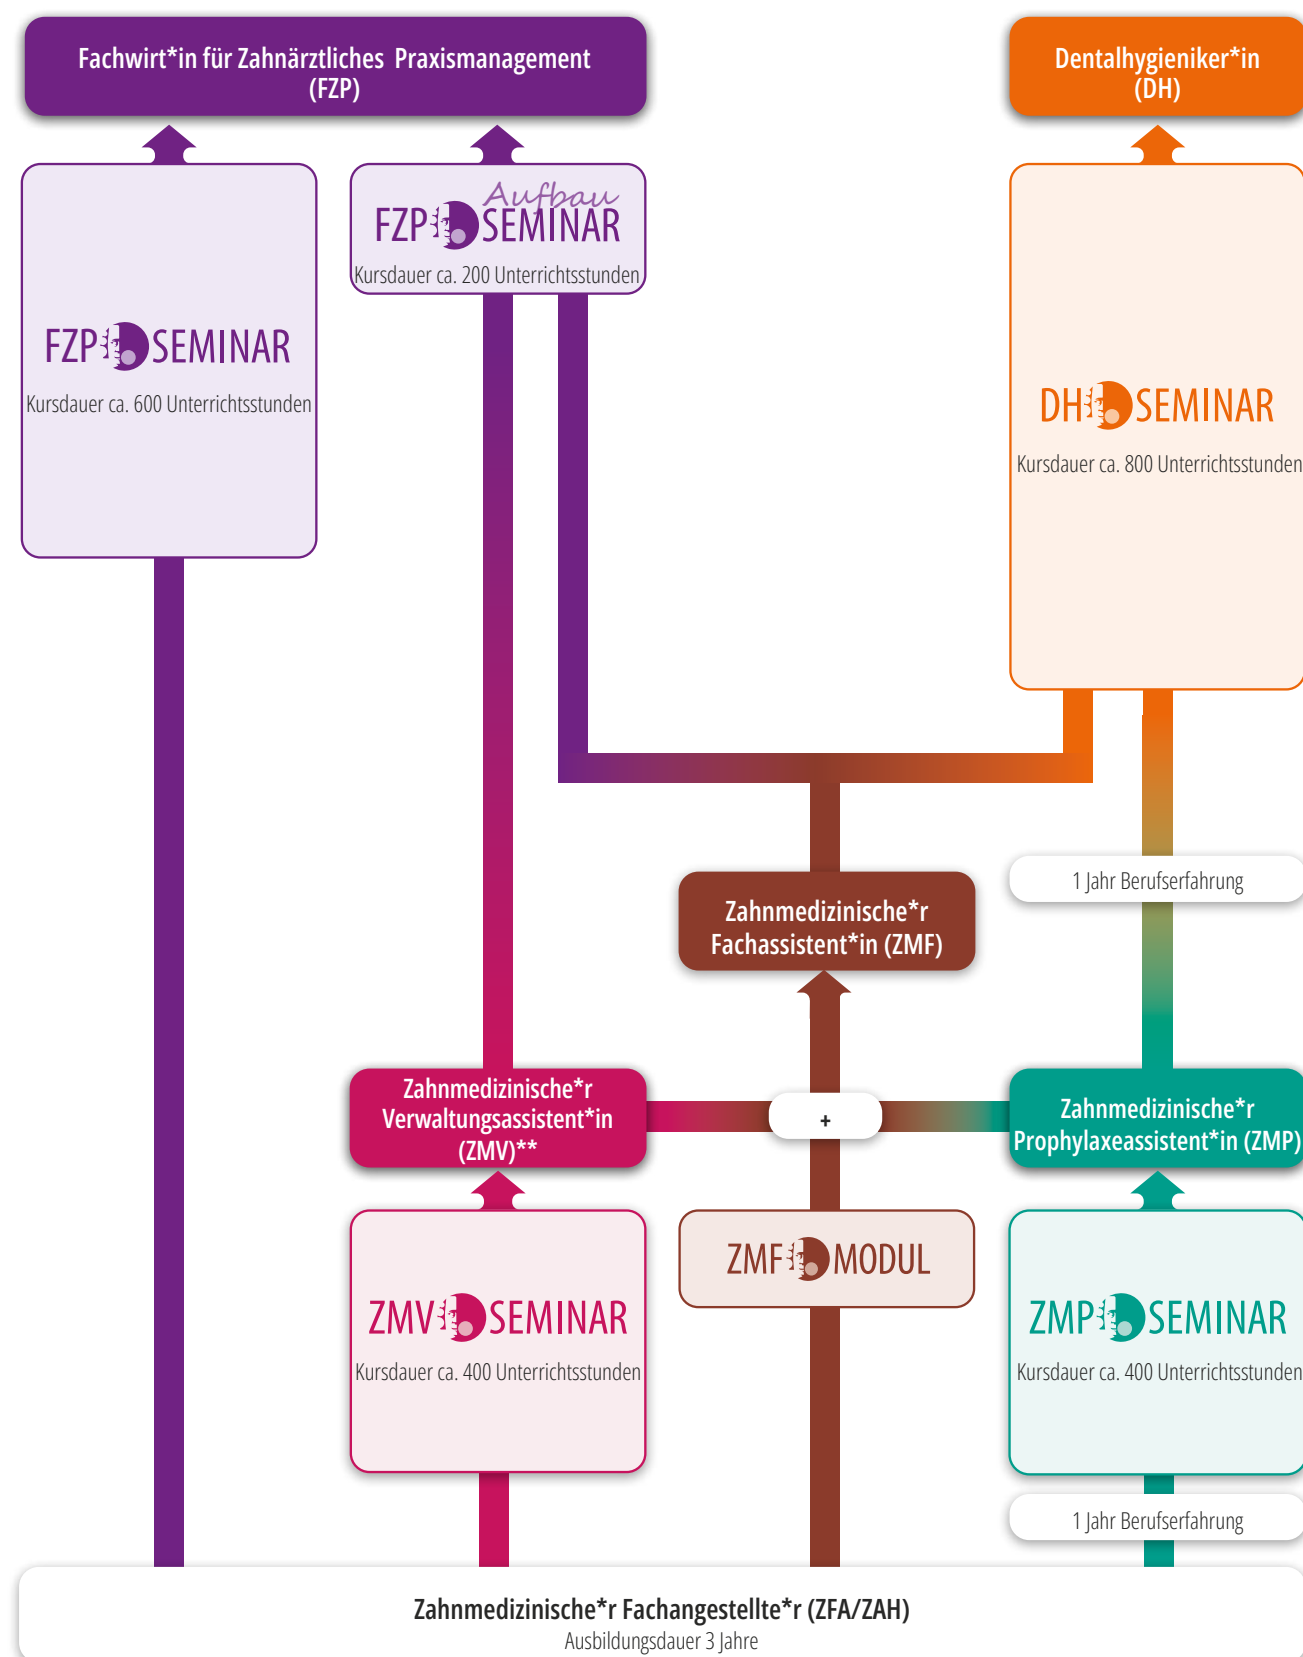 Fachwirt*in für Zahnärztliches Praxismanagement
(FZP)
Dentalhygieniker*in
(DH)
Aufbau
FZP SEMINAR
Kursdauer ca. 200 Unterrichtsstunden
FZP SEMINAR
Kursdauer ca. 600 Unterrichtsstunden
DH SEMINAR
Kursdauer ca. 800 Unterrichtsstunden
1 Jahr Berufserfahrung
Zahnmedizinische*r
Fachassistent*in (ZMF)
Zahnmedizinische*r
Verwaltungsassistent*in
(ZMV)**
+
Zahnmedizinische*r
Prophylaxeassistent*in (ZMP)
ZMF MODUL
ZMV SEMINAR
Kursdauer ca. 400 Unterrichtsstunden
ZMP SEMINAR
Kursdauer ca. 400 Unterrichtsstunden
1 Jahr Berufserfahrung
Zahnmedizinische*r Fachangestellte*r (ZFA/ZAH)
Ausbildungsdauer 3 Jahre